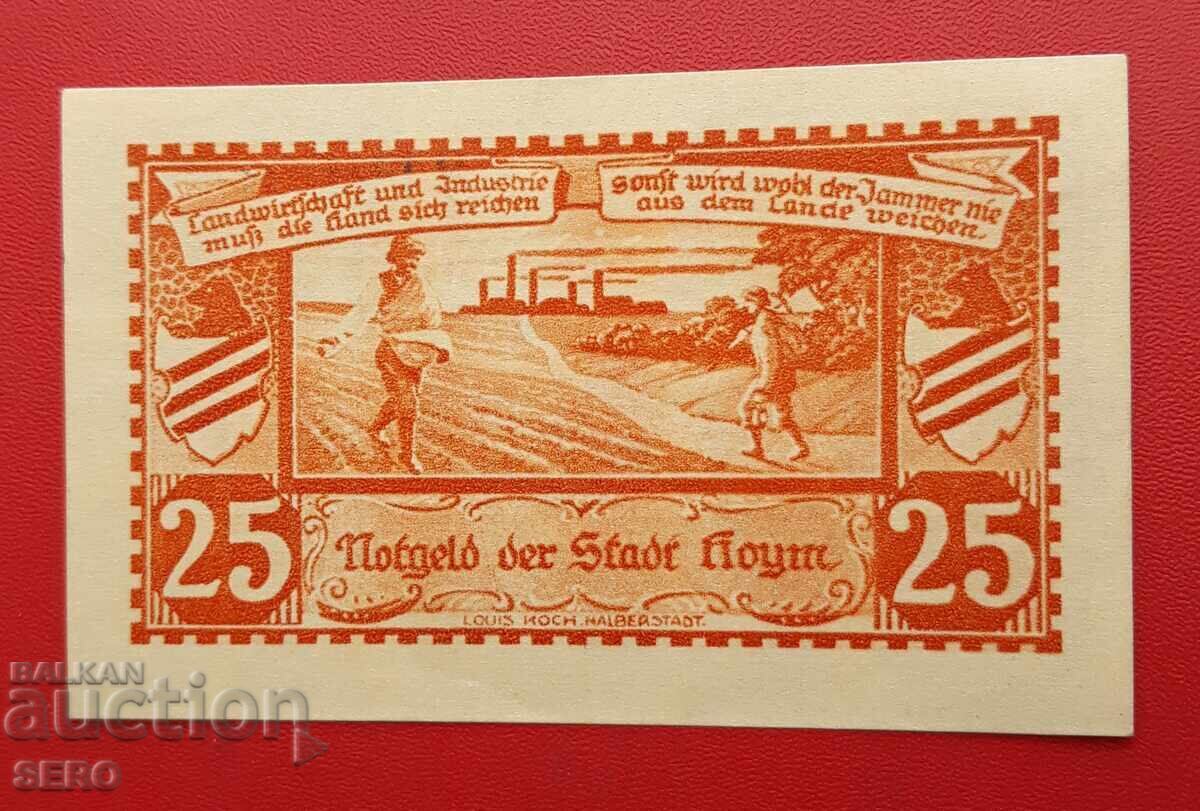 Landwirtschaft und Industrie
muß die Hand sich reichen
sonst wird wohl der Jammer nie
aus dem Lande weichen.
25
Notgeld der Stadt Hoym
25
LOUIS KOCH. HALBERSTADT.
BALKAN
auction
SERO